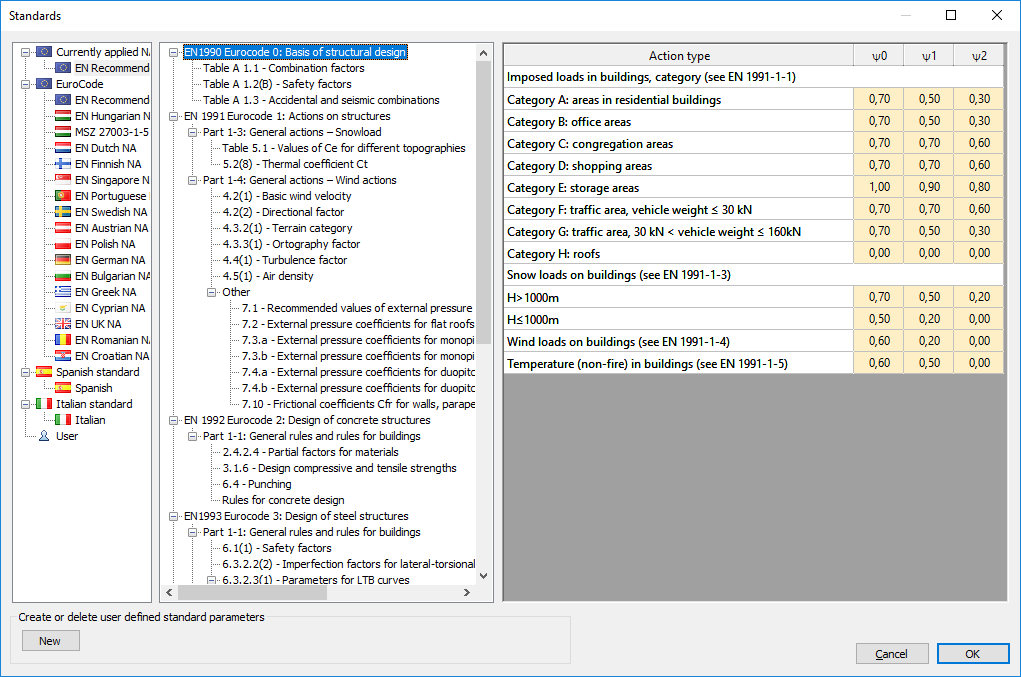 Standards
Currently applied NA
EN Recommend
EuroCode
EN Recommend
EN Hungarian N
MSZ 27003-1-5
EN Dutch NA
EN Finnish NA
EN Singapore N
EN Portuguese
EN Swedish NA
EN Austrian NA
EN Polish NA
EN German NA
EN Bulgarian NA
EN Greek NA
EN Cyprian NA
EN UK NA
EN Romanian NA
EN Croatian NA
Spanish standard
Spanish
Italian standard
Italian
User
EN1990 Eurocode 0: Basis of structural design
Table A 1.1 - Combination factors
Table A 1.2(B) - Safety factors
Table A 1.3 - Accidental and seismic combinations
EN 1991 Eurocode 1: Actions on structures
Part 1-3: General actions – Snowload
Table 5.1 - Values of Ce for different topographies
5.2(8) - Thermal coefficient Ct
Part 1-4: General actions – Wind actions
4.2(1) - Basic wind velocity
4.2(2) - Directional factor
4.3.2(1) - Terrain category
4.3.3(1) - Ortography factor
4.4(1) - Turbulence factor
4.5(1) - Air density
Other
7.1 - Recommended values of external pressure
7.2 - External pressure coefficients for flat roofs
7.3.a - External pressure coefficients for monopi
7.3.b - External pressure coefficients for monopi
7.4.a - External pressure coefficients for duopitc
7.4.b - External pressure coefficients for duopitc
7.10 - Frictional coefficients Cfr for walls, parape
EN 1992 Eurocode 2: Design of concrete structures
Part 1-1: General rules and rules for buildings
2.4.2.4 - Partial factors for materials
3.1.6 - Design compressive and tensile strengths
6.4 - Punching
Rules for concrete design
EN1993 Eurocode 3: Design of steel structures
Part 1-1: General rules and rules for buildings
6.1(1) - Safety factors
6.3.2.2(2) - Imperfection factors for lateral-torsional
6.3.2.3(1) - Parameters for LTB curves
Action type ψ0 ψ1 ψ2
Imposed loads in buildings, category (see EN 1991-1-1)
Category A: areas in residential buildings 0,70 0,50 0,30
Category B: office areas 0,70 0,50 0,30
Category C: congregation areas 0,70 0,70 0,60
Category D: shopping areas 0,70 0,70 0,60
Category E: storage areas 1,00 0,90 0,80
Category F: traffic area, vehicle weight ≤ 30 kN 0,70 0,70 0,60
Category G: traffic area, 30 kN < vehicle weight ≤ 160kN 0,70 0,50 0,30
Category H: roofs 0,00 0,00 0,00
Snow loads on buildings (see EN 1991-1-3)
H>1000m 0,70 0,50 0,20
H≤1000m 0,50 0,20 0,00
Wind loads on buildings (see EN 1991-1-4) 0,60 0,20 0,00
Temperature (non-fire) in buildings (see EN 1991-1-5) 0,60 0,50 0,00
Create or delete user defined standard parameters
New
Cancel
OK